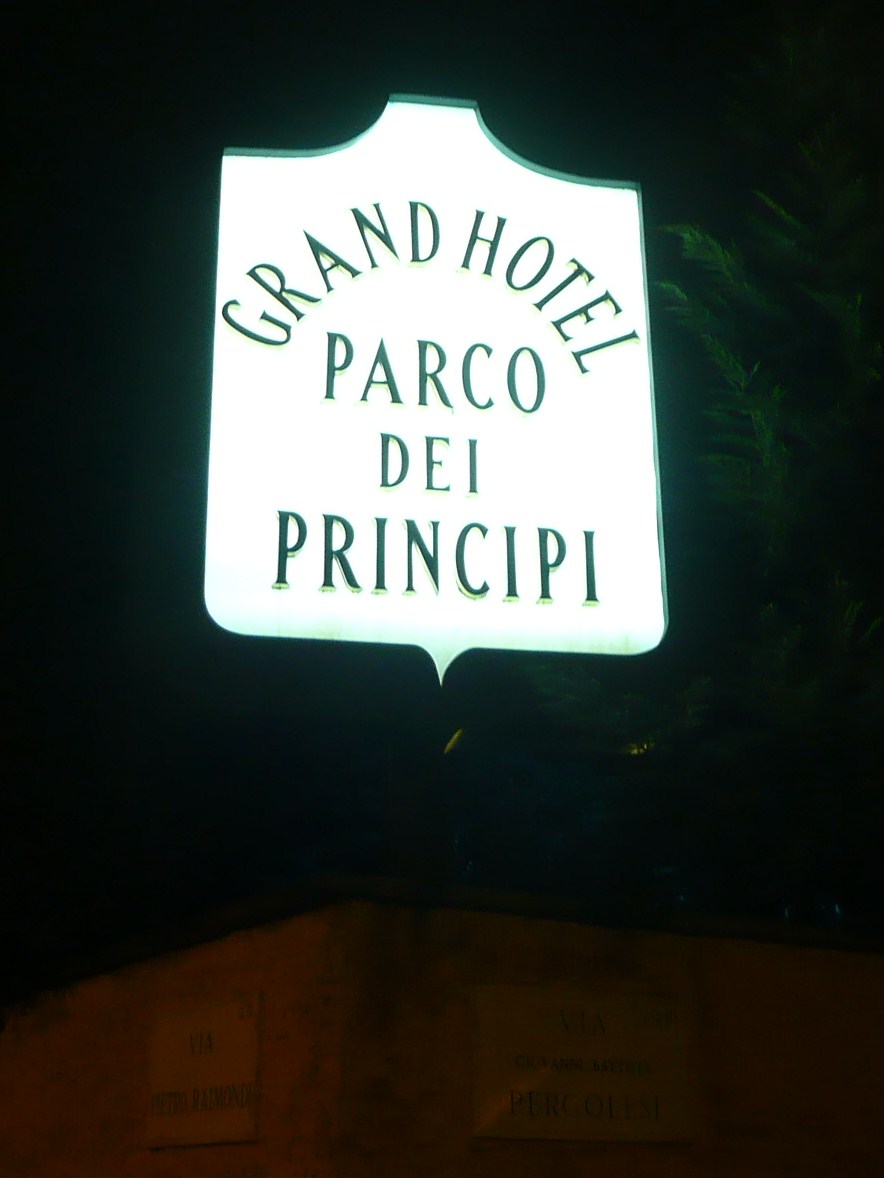 GRAND HOTEL
PARCO
DEI
PRINCIPI
VIA
PIETRO RAIMONDI
VIA
GIOVANNI BATTISTA
PERGOLESI